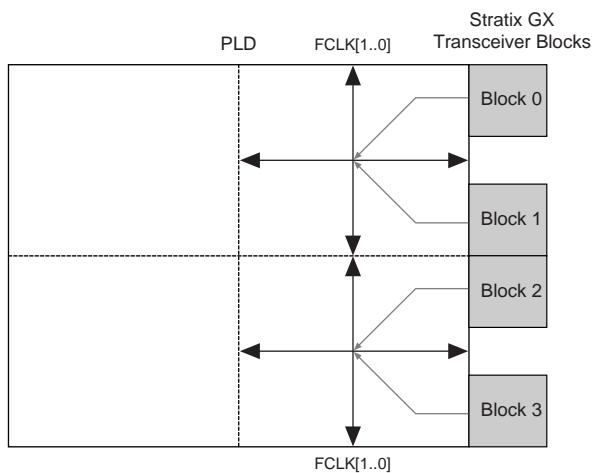 Stratix GX
Transceiver Blocks
PLD
FCLK[1..0]
Block 0
Block 1
Block 2
Block 3
FCLK[1..0]